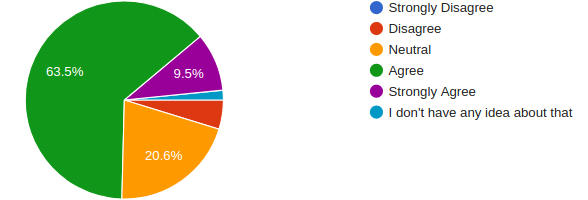 Strongly Disagree
Disagree
Neutral
Agree
Strongly Agree
I don't have any idea about that
63.5%
9.5%
20.6%